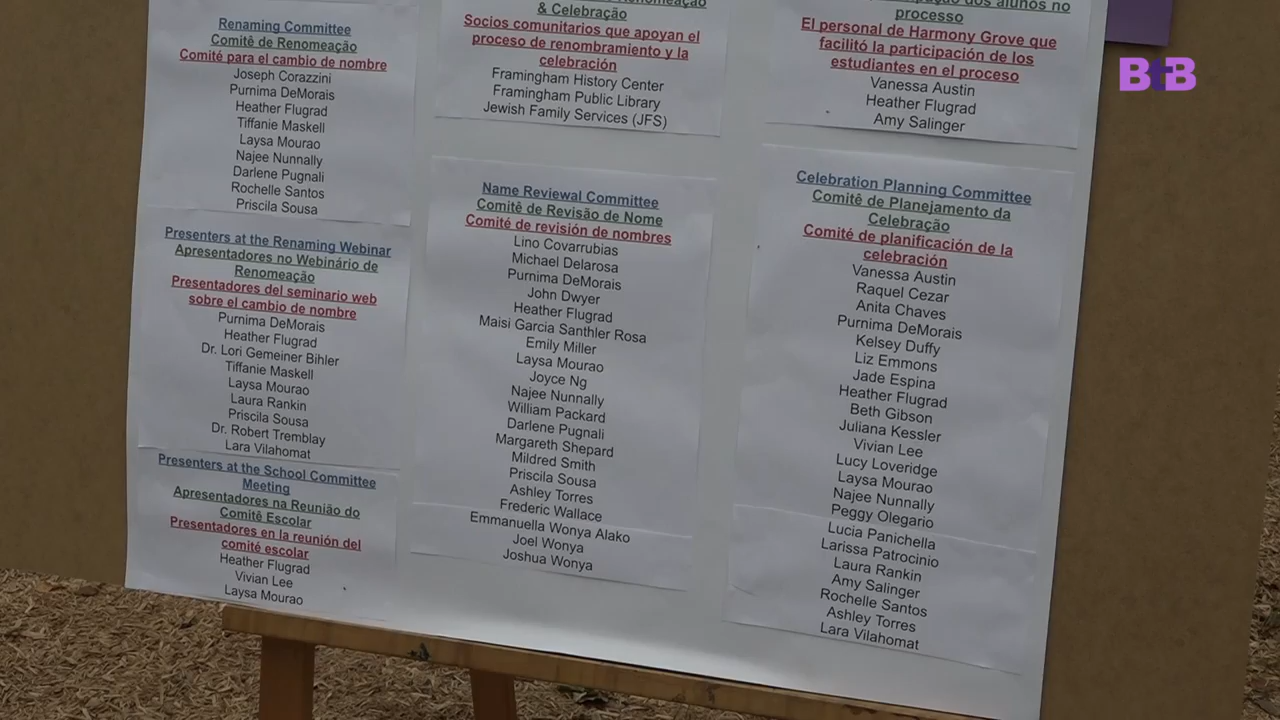 Renaming Committee
Comitê de Renomeação
Comité para el cambio de nombre
Joseph Corazzini
Purnima DeMorais
Heather Flugrad
Tiffanie Maskell
Laysa Mourao
Najee Nunnally
Darlene Pugnali
Rochelle Santos
Priscila Sousa
Presenters at the Renaming Webinar
Apresentadores no Webinário de
Renomeação
Presentadores del seminario web
sobre el cambio de nombre
Purnima DeMorais
Heather Flugrad
Dr. Lori Gemeiner Bihler
Tiffanie Maskell
Laysa Mourao
Laura Rankin
Priscila Sousa
Dr. Robert Tremblay
Lara Vilahomat
Presenters at the School Committee
Meeting
Apresentadores na Reunião do
Comitê Escolar
Presentadores en la reunión del
comité escolar
Heather Flugrad
Vivian Lee
Laysa Mourao
& Celebração
Socios comunitarios que apoyan el
proceso de renombramiento y la
celebración
Framingham History Center
Framingham Public Library
Jewish Family Services (JFS)
Name Reviewal Committee
Comitê de Revisão de Nome
Comité de revisión de nombres
Lino Covarrubias
Michael Delarosa
Purnima DeMorais
John Dwyer
Heather Flugrad
Maisi Garcia Santhler Rosa
Emily Miller
Laysa Mourao
Joyce Ng
Najee Nunnally
William Packard
Darlene Pugnali
Margareth Shepard
Mildred Smith
Priscila Sousa
Ashley Torres
Frederic Wallace
Emmanuella Wonya Alako
Joel Wonya
Joshua Wonya
dos alunos no
processo
El personal de Harmony Grove que
facilitó la participación de los
estudiantes en el proceso
Vanessa Austin
Heather Flugrad
Amy Salinger
Celebration Planning Committee
Comitê de Planejamento da
Celebração
Comité de planificación de la
celebración
Vanessa Austin
Raquel Cezar
Anita Chaves
Purnima DeMorais
Kelsey Duffy
Liz Emmons
Jade Espina
Heather Flugrad
Beth Gibson
Juliana Kessler
Vivian Lee
Lucy Loveridge
Laysa Mourao
Najee Nunnally
Peggy Olegario
Lucia Panichella
Larissa Patrocinio
Laura Rankin
Amy Salinger
Rochelle Santos
Ashley Torres
Lara Vilahomat
BtB